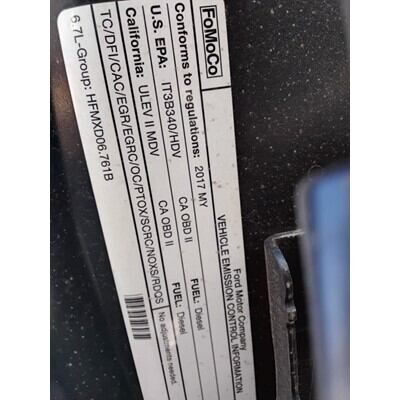 FoMoCo
Ford Motor Company
VEHICLE EMISSION CONTROL INFORMATION
Conforms to regulations: 2017 MY
U.S. EPA: IT3B340/HDV CA OBD II FUEL: Diesel
California: ULEV II MDV CA OBD II FUEL: Diesel
TC/DFI/CAC/EGR/EGRC/OC/PTOX/SCRC/NOXS/RDQS No adjustments needed.
6.7L-Group: HFMXD06.761B